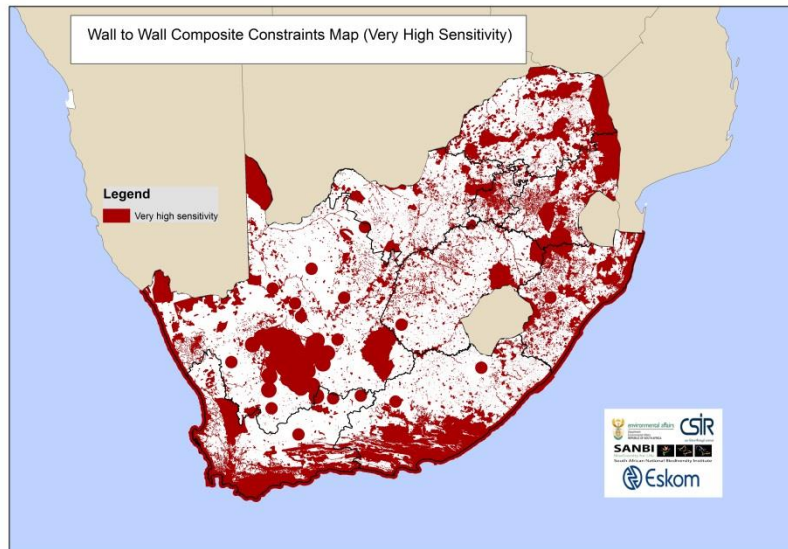 Wall to Wall Composite Constraints Map (Very High Sensitivity)
Legend
Very high sensitivity
environmental affairs
CSIR
SANBI
South African National Biodiversity Institute
Eskom